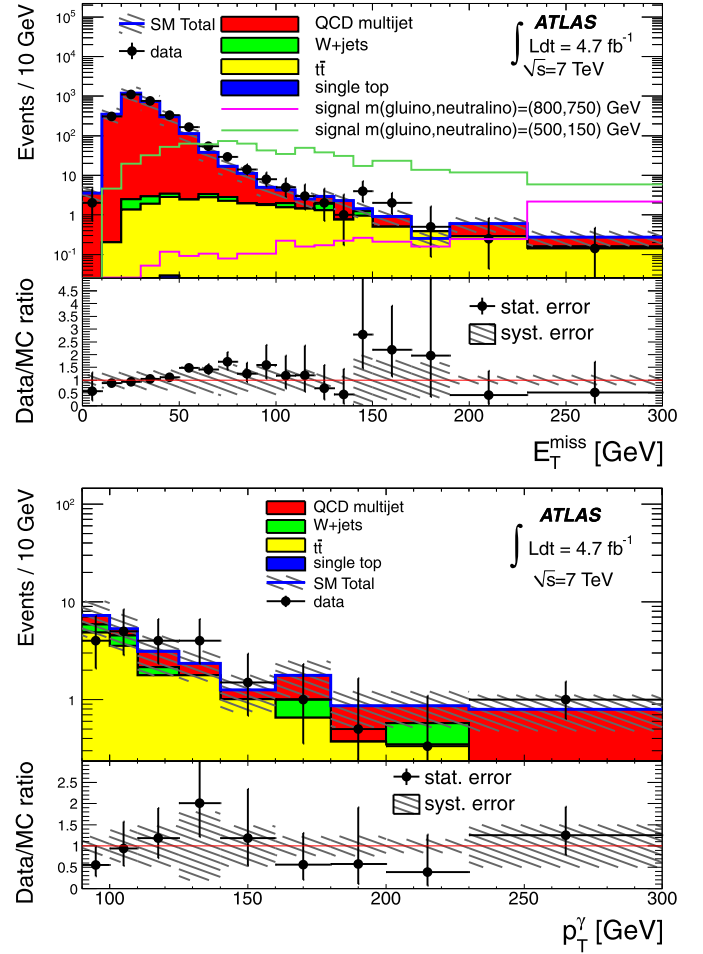 Events / 10 GeV
10⁵
10⁴
10³
10²
10
1
10⁻¹
SM Total
data
QCD multijet
W+jets
tt̄
single top
signal m(gluino,neutralino)=(800,750) GeV
signal m(gluino,neutralino)=(500,150) GeV
ATLAS
∫ Ldt = 4.7 fb⁻¹
√s=7 TeV
Data/MC ratio
4.5
4
3.5
3
2.5
2
1.5
1
0.5
0
stat. error
syst. error
0 50 100 150 200 250 300
E_T^miss [GeV]
Events / 10 GeV
10²
10
1
QCD multijet
W+jets
tt̄
single top
SM Total
data
ATLAS
∫ Ldt = 4.7 fb⁻¹
√s=7 TeV
Data/MC ratio
2.5
2
1.5
1
0.5
0
stat. error
syst. error
100 150 200 250 300
p_T^γ [GeV]